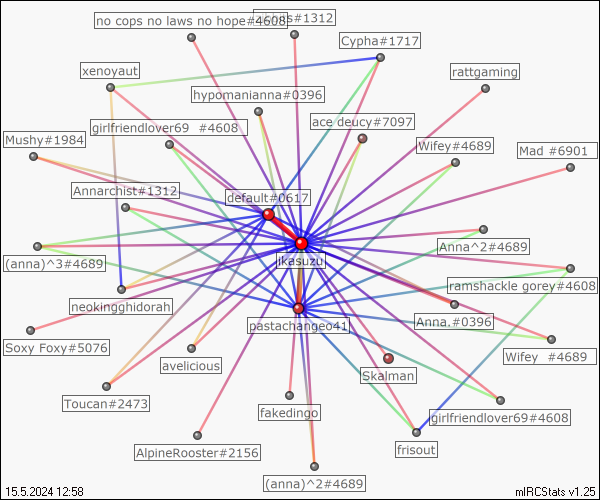 no cops no laws no hope#4608
#1312
Cypha#1717
xenoyaut
rattgaming
hypomanianna#0396
girlfriendlover69 #4608
ace deucy#7097
Mushy#1984
Wifey#4689
Mad #6901
Annarchist#1312
default#0617
Anna^2#4689
ikasuzu
(anna)^3#4689
ramshackle gorey#4608
neokingghidorah
pastachangeo41
Anna.#0396
Soxy Foxy#5076
Wifey #4689
avelicious
Skalman
Toucan#2473
fakedingo
girlfriendlover69#4608
AlpineRooster#2156
frisout
(anna)^2#4689
15.5.2024 12:58
mIRCStats v1.25